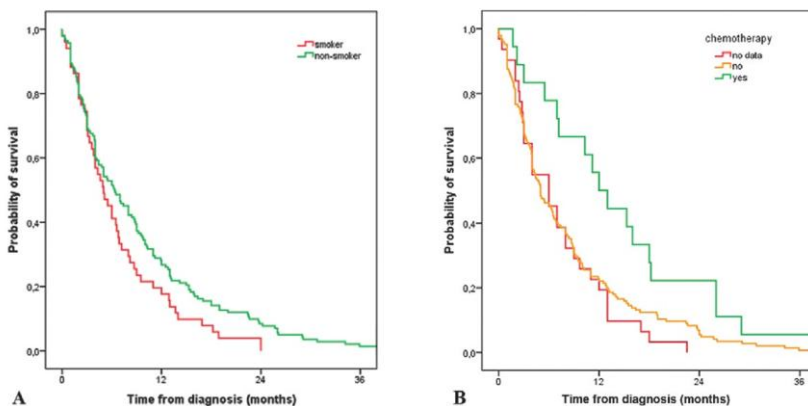 1,0
0,8
0,6
0,4
0,2
0,0
Probability of survival
smoker
non-smoker
0
12
24
36
Time from diagnosis (months)
A
1,0
0,8
0,6
0,4
0,2
0,0
Probability of survival
chemotherapy
no data
no
yes
0
12
24
36
Time from diagnosis (months)
B